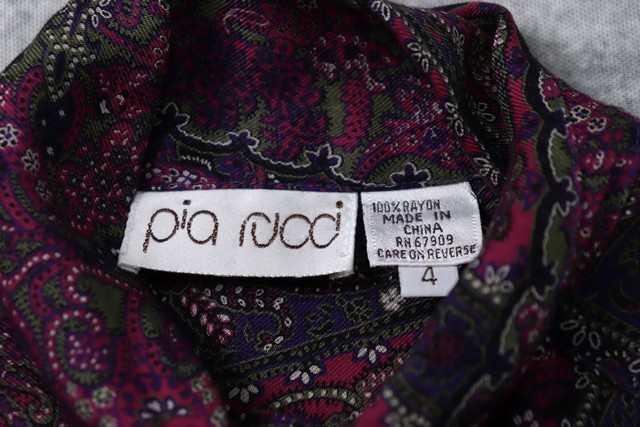 pia rucci
100% RAYON
MADE IN
CHINA
RN 67909
CARE ON REVERSE
4